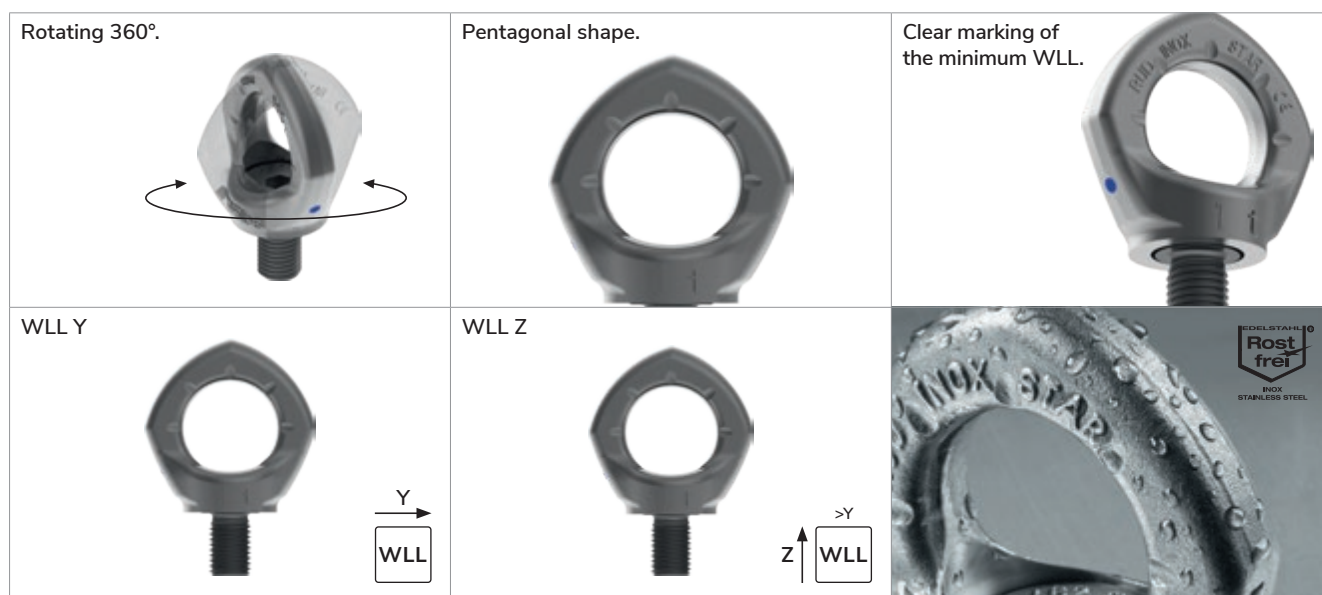 Rotating 360°.
Pentagonal shape.
Clear marking of
the minimum WLL.
RUD INOX STAR CE
WLL Y
Y
WLL
WLL Z
>Y
Z WLL
INOX STAR
EDELSTAHL
Rost
frei
INOX
STAINLESS STEEL